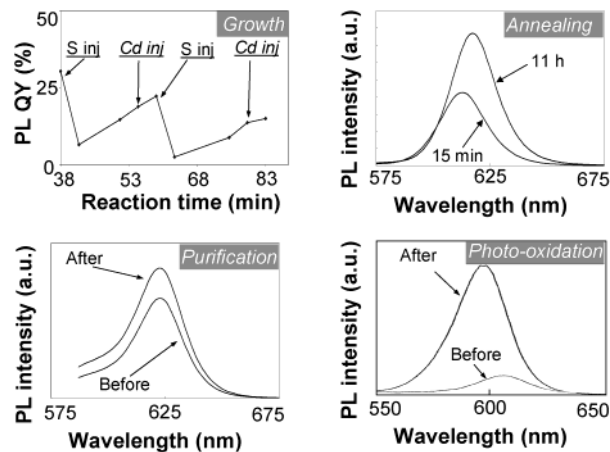 Growth
S inj Cd inj S inj Cd inj
PL QY (%)
50
25
0
38 53 68 83
Reaction time (min)
Annealing
PL intensity (a.u.)
11 h
15 min
575 625 675
Wavelength (nm)
Purification
PL intensity (a.u.)
After
Before
575 625 675
Wavelength (nm)
Photo-oxidation
PL intensity (a.u.)
After
Before
550 600 650
Wavelength (nm)